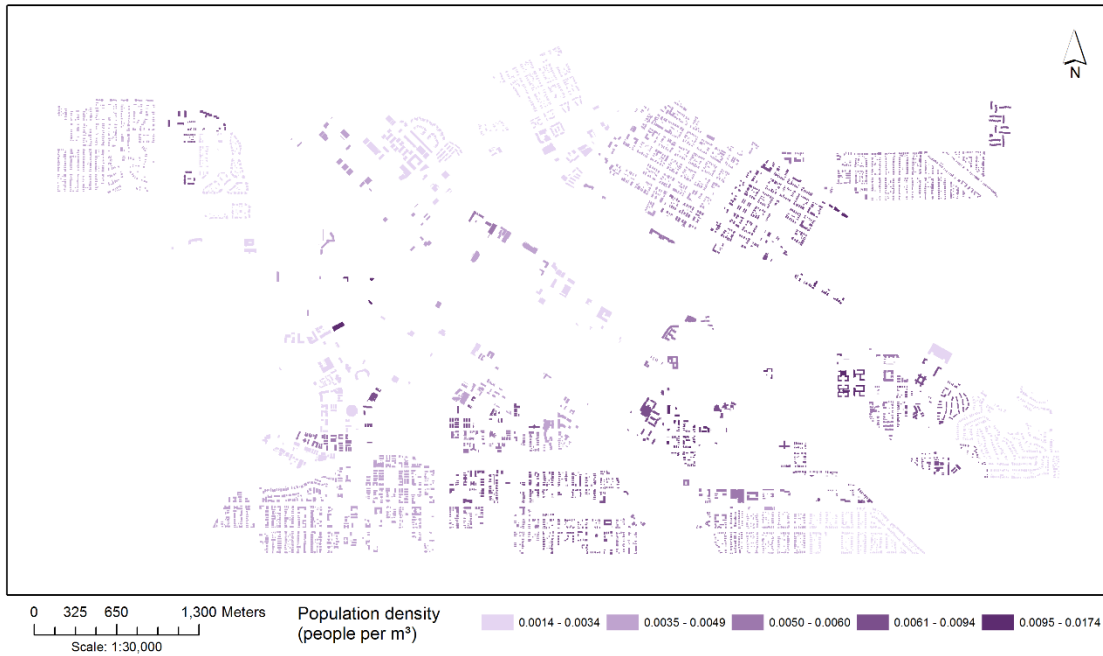 N
0 325 650 1,300 Meters
Scale: 1:30,000
Population density
(people per m³)
0.0014 - 0.0034
0.0035 - 0.0049
0.0050 - 0.0060
0.0061 - 0.0094
0.0095 - 0.0174